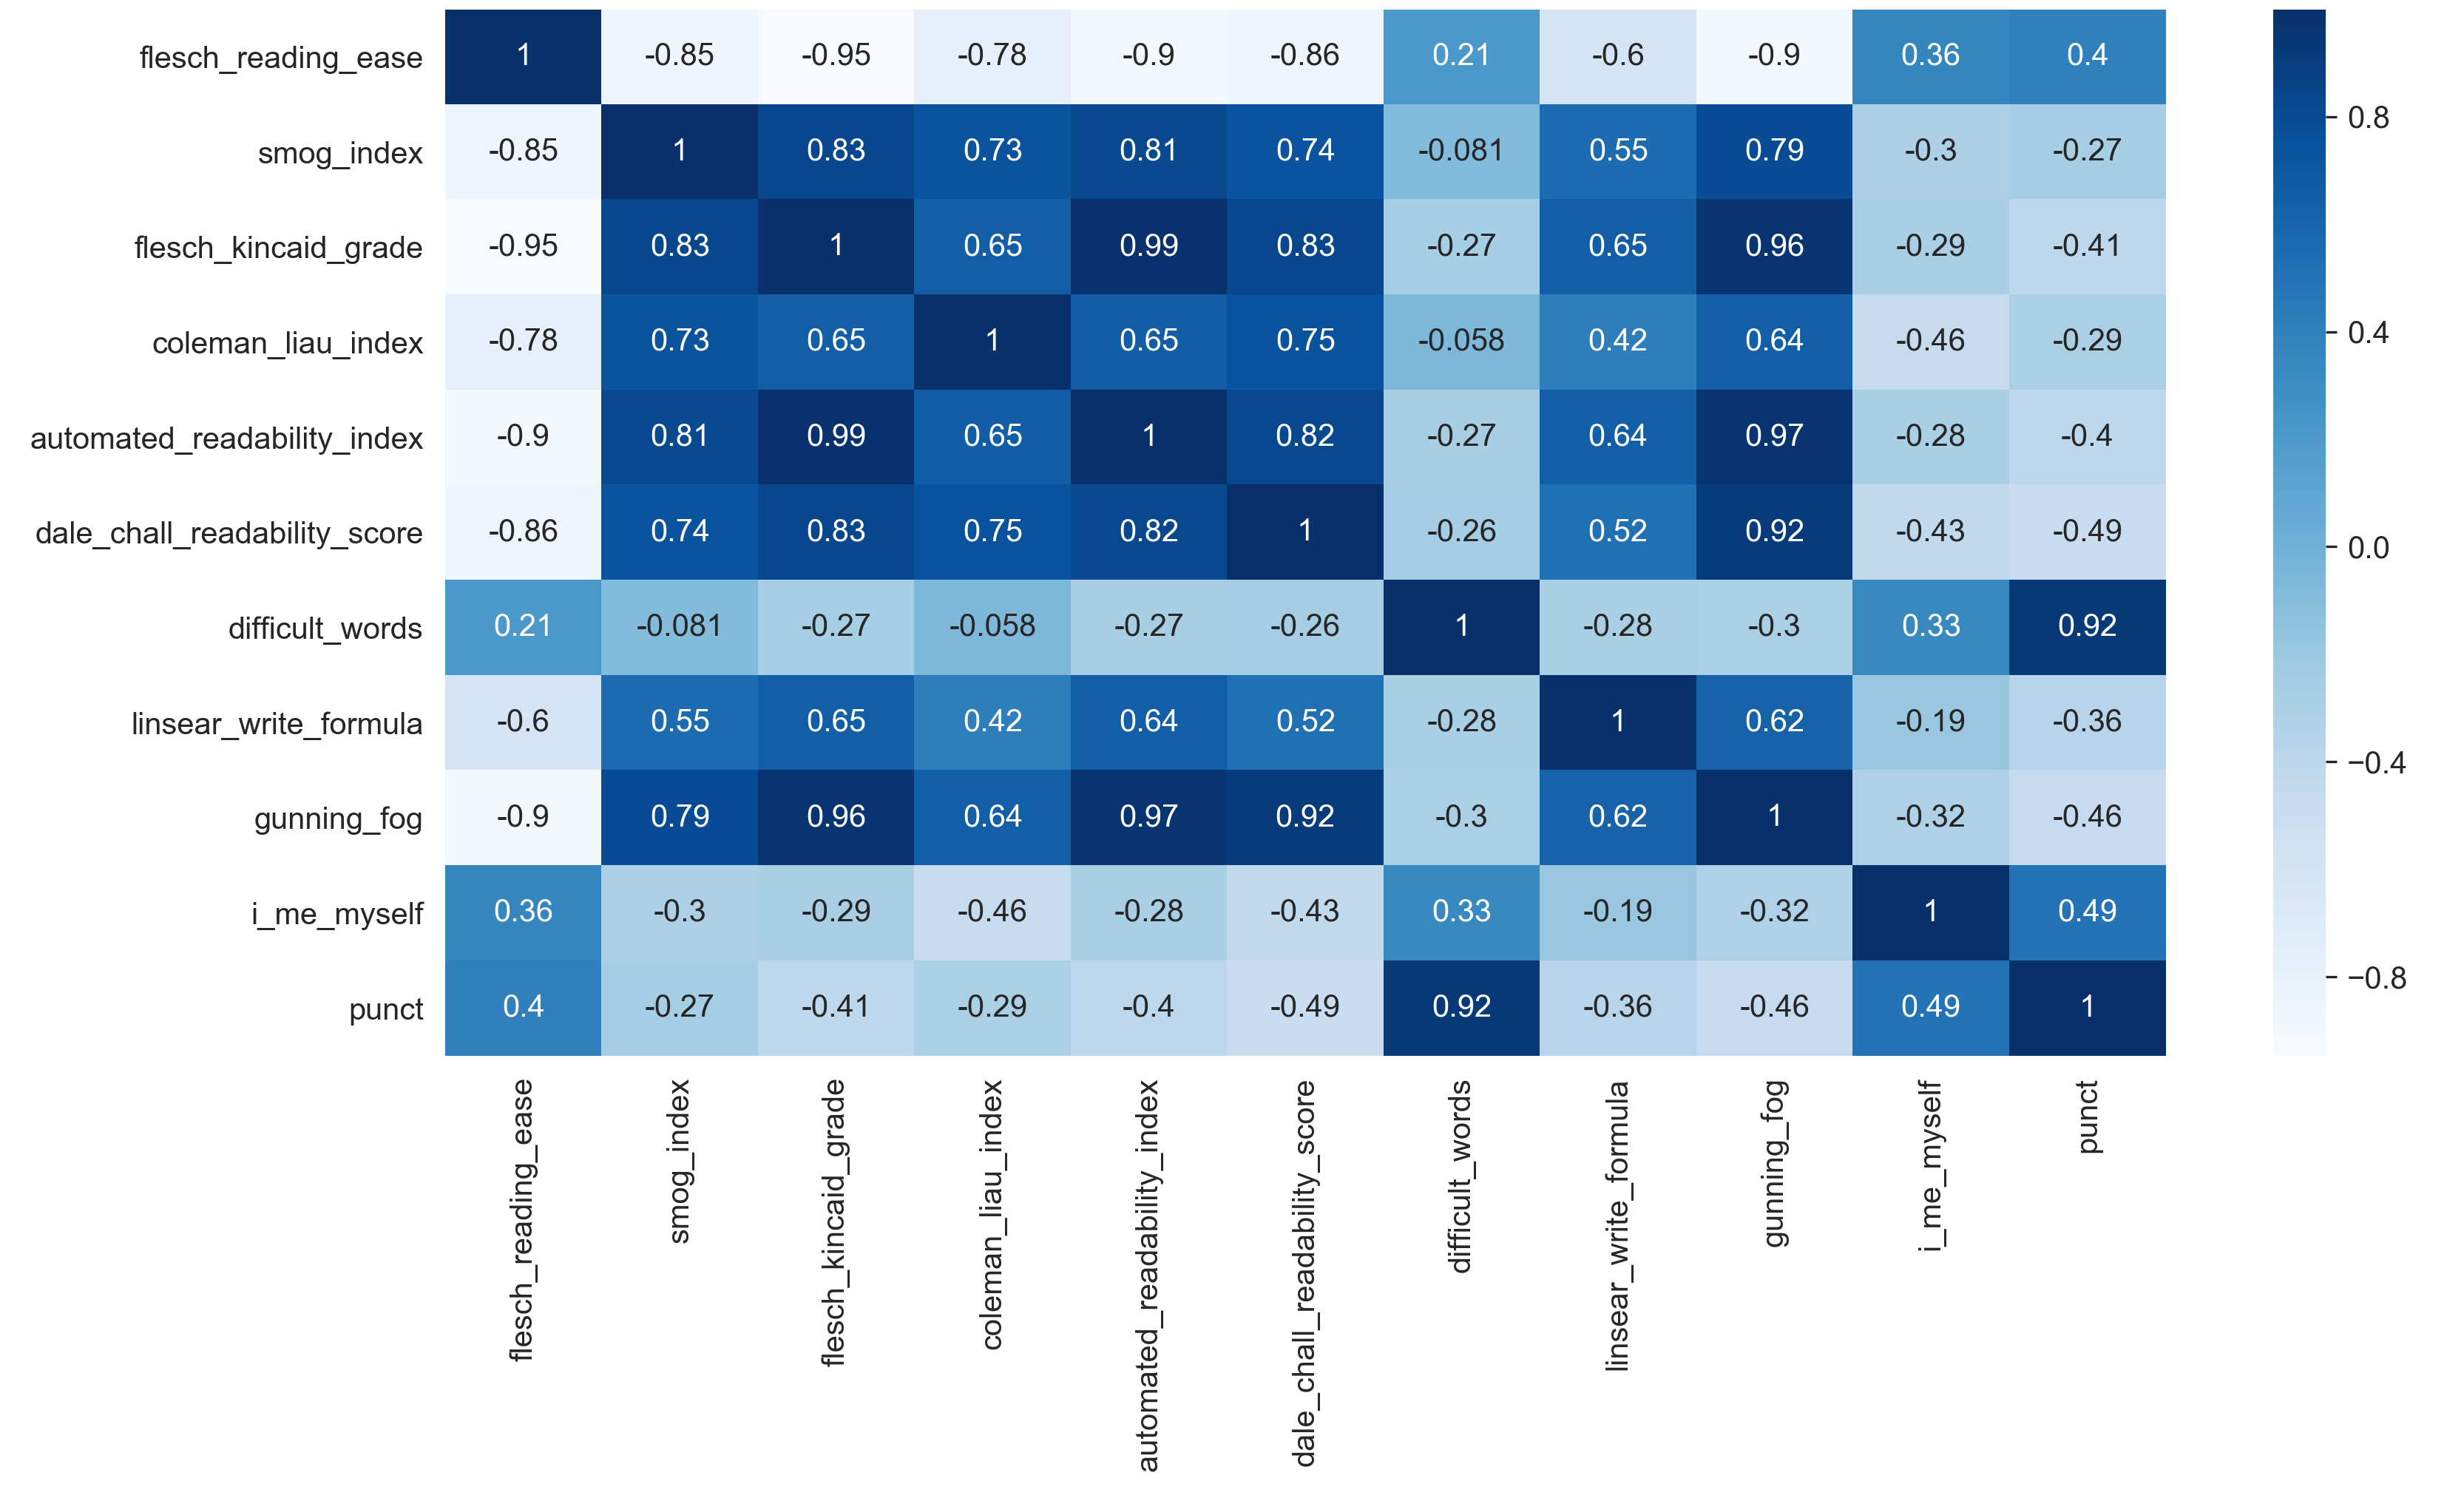 flesch_reading_ease 1 -0.85 -0.95 -0.78 -0.9 -0.86 0.21 -0.6 -0.9 0.36 0.4
smog_index -0.85 1 0.83 0.73 0.81 0.74 -0.081 0.55 0.79 -0.3 -0.27
flesch_kincaid_grade -0.95 0.83 1 0.65 0.99 0.83 -0.27 0.65 0.96 -0.29 -0.41
coleman_liau_index -0.78 0.73 0.65 1 0.65 0.75 -0.058 0.42 0.64 -0.46 -0.29
automated_readability_index -0.9 0.81 0.99 0.65 1 0.82 -0.27 0.64 0.97 -0.28 -0.4
dale_chall_readability_score -0.86 0.74 0.83 0.75 0.82 1 -0.26 0.52 0.92 -0.43 -0.49
difficult_words 0.21 -0.081 -0.27 -0.058 -0.27 -0.26 1 -0.28 -0.3 0.33 0.92
linsear_write_formula -0.6 0.55 0.65 0.42 0.64 0.52 -0.28 1 0.62 -0.19 -0.36
gunning_fog -0.9 0.79 0.96 0.64 0.97 0.92 -0.3 0.62 1 -0.32 -0.46
i_me_myself 0.36 -0.3 -0.29 -0.46 -0.28 -0.43 0.33 -0.19 -0.32 1 0.49
punct 0.4 -0.27 -0.41 -0.29 -0.4 -0.49 0.92 -0.36 -0.46 0.49 1
flesch_reading_ease
smog_index
flesch_kincaid_grade
coleman_liau_index
automated_readability_index
dale_chall_readability_score
difficult_words
linsear_write_formula
gunning_fog
i_me_myself
punct
0.8
0.4
0.0
−0.4
−0.8